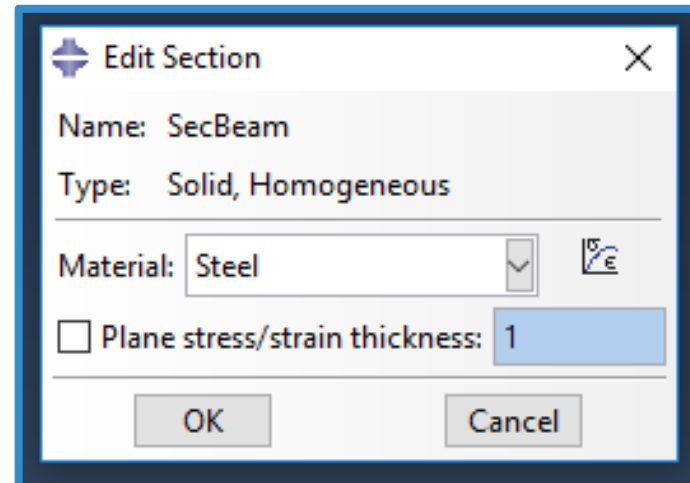 Edit Section
Name: SecBeam
Type: Solid, Homogeneous
Material: Steel
σ ε
Plane stress/strain thickness: 1
OK Cancel